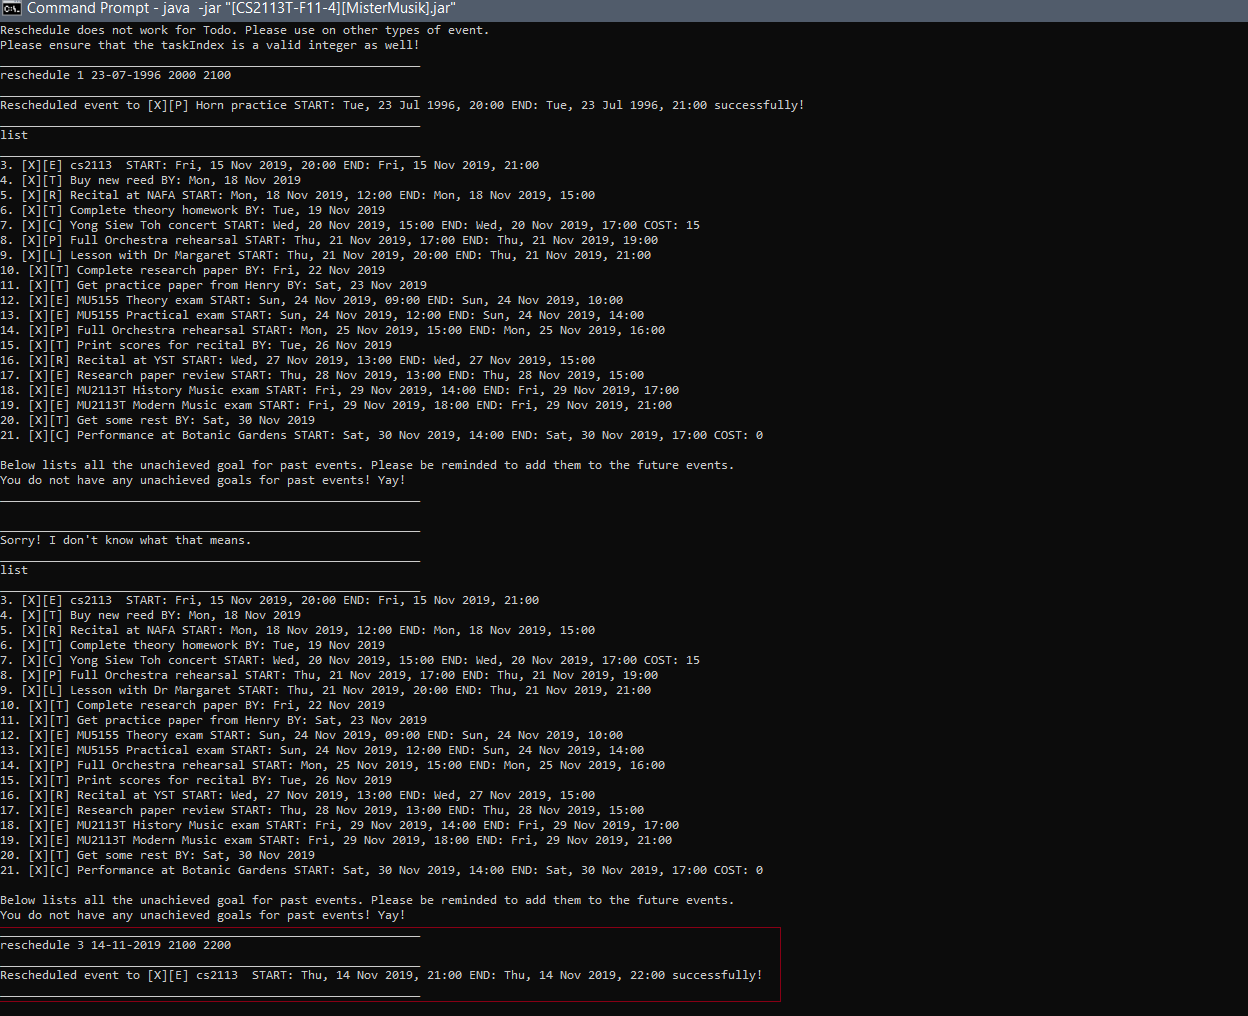 Command Prompt - java  -jar "[CS2113T-F11-4][MisterMusik].jar"
Reschedule does not work for Todo. Please use on other types of event.
Please ensure that the taskIndex is a valid integer as well!
____________________________________________________________
reschedule 1 23-07-1996 2000 2100
____________________________________________________________
Rescheduled event to [X][P] Horn practice START: Tue, 23 Jul 1996, 20:00 END: Tue, 23 Jul 1996, 21:00 successfully!
____________________________________________________________
list
____________________________________________________________
3. [X][E] cs2113  START: Fri, 15 Nov 2019, 20:00 END: Fri, 15 Nov 2019, 21:00
4. [X][T] Buy new reed BY: Mon, 18 Nov 2019
5. [X][R] Recital at NAFA START: Mon, 18 Nov 2019, 12:00 END: Mon, 18 Nov 2019, 15:00
6. [X][T] Complete theory homework BY: Tue, 19 Nov 2019
7. [X][C] Yong Siew Toh concert START: Wed, 20 Nov 2019, 15:00 END: Wed, 20 Nov 2019, 17:00 COST: 15
8. [X][P] Full Orchestra rehearsal START: Thu, 21 Nov 2019, 17:00 END: Thu, 21 Nov 2019, 19:00
9. [X][L] Lesson with Dr Margaret START: Thu, 21 Nov 2019, 20:00 END: Thu, 21 Nov 2019, 21:00
10. [X][T] Complete research paper BY: Fri, 22 Nov 2019
11. [X][T] Get practice paper from Henry BY: Sat, 23 Nov 2019
12. [X][E] MU5155 Theory exam START: Sun, 24 Nov 2019, 09:00 END: Sun, 24 Nov 2019, 10:00
13. [X][E] MU5155 Practical exam START: Sun, 24 Nov 2019, 12:00 END: Sun, 24 Nov 2019, 14:00
14. [X][P] Full Orchestra rehearsal START: Mon, 25 Nov 2019, 15:00 END: Mon, 25 Nov 2019, 16:00
15. [X][T] Print scores for recital BY: Tue, 26 Nov 2019
16. [X][R] Recital at YST START: Wed, 27 Nov 2019, 13:00 END: Wed, 27 Nov 2019, 15:00
17. [X][E] Research paper review START: Thu, 28 Nov 2019, 13:00 END: Thu, 28 Nov 2019, 15:00
18. [X][E] MU2113T History Music exam START: Fri, 29 Nov 2019, 14:00 END: Fri, 29 Nov 2019, 17:00
19. [X][E] MU2113T Modern Music exam START: Fri, 29 Nov 2019, 18:00 END: Fri, 29 Nov 2019, 21:00
20. [X][T] Get some rest BY: Sat, 30 Nov 2019
21. [X][C] Performance at Botanic Gardens START: Sat, 30 Nov 2019, 14:00 END: Sat, 30 Nov 2019, 17:00 COST: 0
Below lists all the unachieved goal for past events. Please be reminded to add them to the future events.
You do not have any unachieved goals for past events! Yay!
____________________________________________________________
____________________________________________________________
Sorry! I don't know what that means.
____________________________________________________________
list
____________________________________________________________
3. [X][E] cs2113  START: Fri, 15 Nov 2019, 20:00 END: Fri, 15 Nov 2019, 21:00
4. [X][T] Buy new reed BY: Mon, 18 Nov 2019
5. [X][R] Recital at NAFA START: Mon, 18 Nov 2019, 12:00 END: Mon, 18 Nov 2019, 15:00
6. [X][T] Complete theory homework BY: Tue, 19 Nov 2019
7. [X][C] Yong Siew Toh concert START: Wed, 20 Nov 2019, 15:00 END: Wed, 20 Nov 2019, 17:00 COST: 15
8. [X][P] Full Orchestra rehearsal START: Thu, 21 Nov 2019, 17:00 END: Thu, 21 Nov 2019, 19:00
9. [X][L] Lesson with Dr Margaret START: Thu, 21 Nov 2019, 20:00 END: Thu, 21 Nov 2019, 21:00
10. [X][T] Complete research paper BY: Fri, 22 Nov 2019
11. [X][T] Get practice paper from Henry BY: Sat, 23 Nov 2019
12. [X][E] MU5155 Theory exam START: Sun, 24 Nov 2019, 09:00 END: Sun, 24 Nov 2019, 10:00
13. [X][E] MU5155 Practical exam START: Sun, 24 Nov 2019, 12:00 END: Sun, 24 Nov 2019, 14:00
14. [X][P] Full Orchestra rehearsal START: Mon, 25 Nov 2019, 15:00 END: Mon, 25 Nov 2019, 16:00
15. [X][T] Print scores for recital BY: Tue, 26 Nov 2019
16. [X][R] Recital at YST START: Wed, 27 Nov 2019, 13:00 END: Wed, 27 Nov 2019, 15:00
17. [X][E] Research paper review START: Thu, 28 Nov 2019, 13:00 END: Thu, 28 Nov 2019, 15:00
18. [X][E] MU2113T History Music exam START: Fri, 29 Nov 2019, 14:00 END: Fri, 29 Nov 2019, 17:00
19. [X][E] MU2113T Modern Music exam START: Fri, 29 Nov 2019, 18:00 END: Fri, 29 Nov 2019, 21:00
20. [X][T] Get some rest BY: Sat, 30 Nov 2019
21. [X][C] Performance at Botanic Gardens START: Sat, 30 Nov 2019, 14:00 END: Sat, 30 Nov 2019, 17:00 COST: 0
Below lists all the unachieved goal for past events. Please be reminded to add them to the future events.
You do not have any unachieved goals for past events! Yay!
____________________________________________________________
reschedule 3 14-11-2019 2100 2200
____________________________________________________________
Rescheduled event to [X][E] cs2113  START: Thu, 14 Nov 2019, 21:00 END: Thu, 14 Nov 2019, 22:00 successfully!
____________________________________________________________